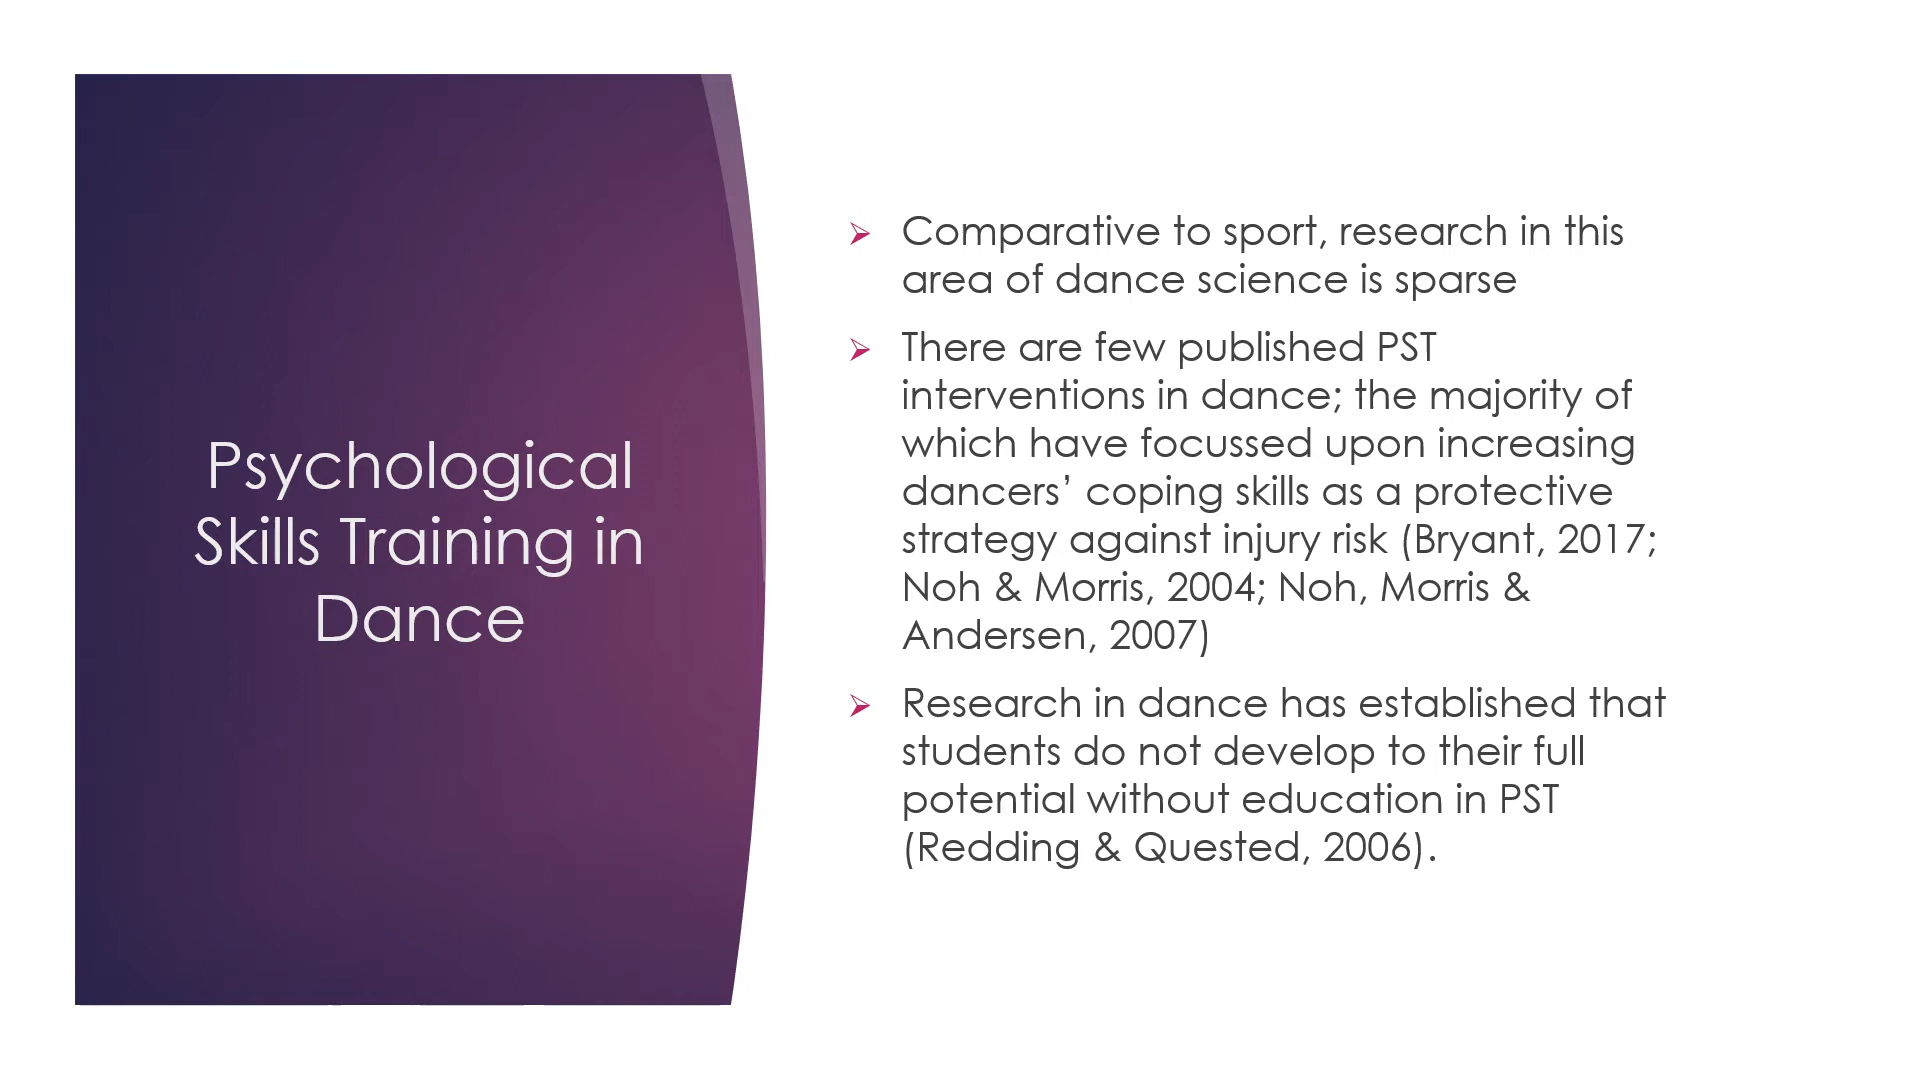 Psychological
Skills Training in
Dance
Comparative to sport, research in this
area of dance science is sparse
There are few published PST
interventions in dance; the majority of
which have focussed upon increasing
dancers’ coping skills as a protective
strategy against injury risk (Bryant, 2017;
Noh & Morris, 2004; Noh, Morris &
Andersen, 2007)
Research in dance has established that
students do not develop to their full
potential without education in PST
(Redding & Quested, 2006).